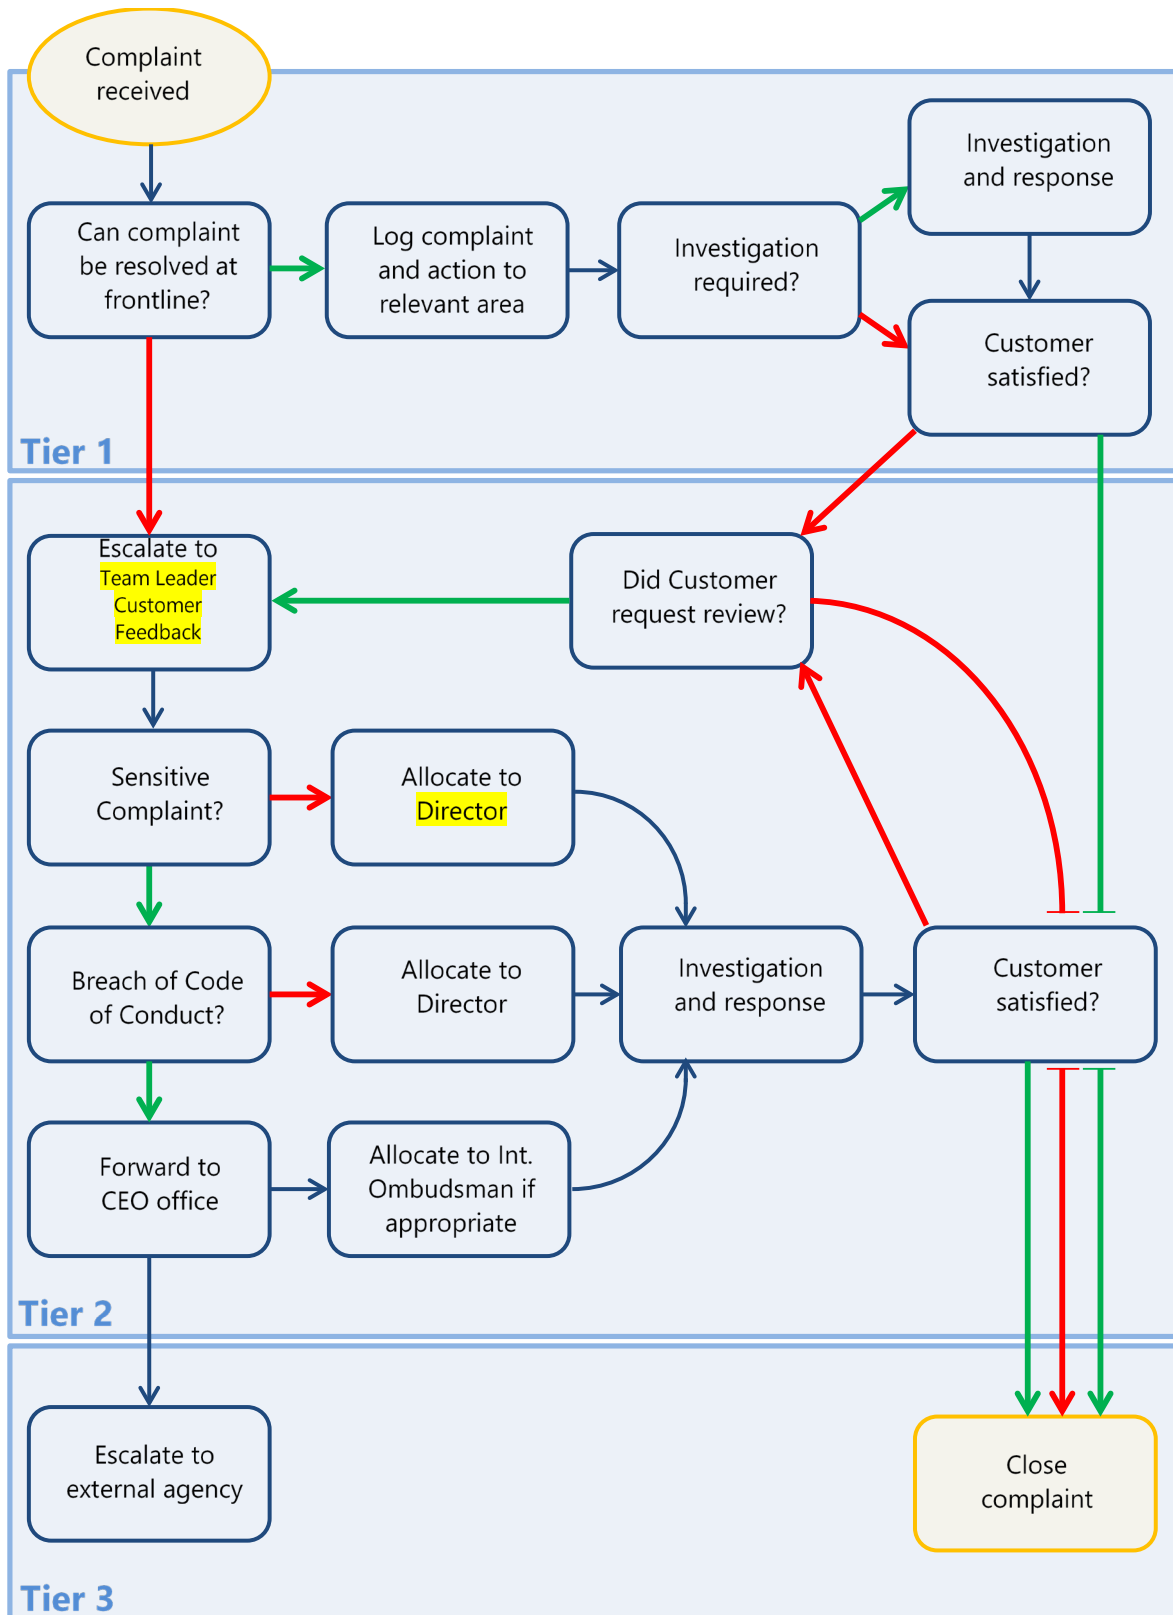 Complaint
received
Can complaint
be resolved at
frontline?
Log complaint
and action to
relevant area
Investigation
required?
Investigation
and response
Customer
satisfied?
Tier 1
Escalate to
Team Leader
Customer
Feedback
Did Customer
request review?
Sensitive
Complaint?
Allocate to
Director
Breach of Code
of Conduct?
Allocate to
Director
Investigation
and response
Customer
satisfied?
Forward to
CEO office
Allocate to Int.
Ombudsman if
appropriate
Tier 2
Escalate to
external agency
Close
complaint
Tier 3